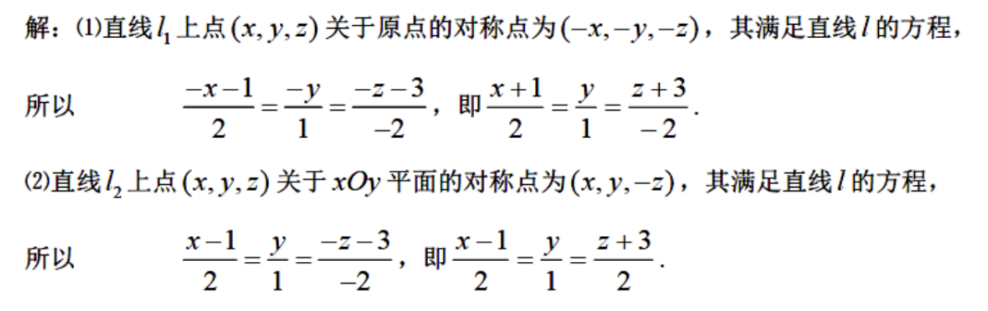 解：⑴直线 $l_1$ 上点 $(x, y, z)$ 关于原点的对称点为 $(-x,-y,-z)$，其满足直线 $l$ 的方程，
所以 $\frac{-x-1}{2}=\frac{-y}{1}=\frac{-z-3}{-2}$，即 $\frac{x+1}{2}=\frac{y}{1}=\frac{z+3}{-2}$.
⑵直线 $l_2$ 上点 $(x, y, z)$ 关于 $xOy$ 平面的对称点为 $(x, y,-z)$，其满足直线 $l$ 的方程，
所以 $\frac{x-1}{2}=\frac{y}{1}=\frac{-z-3}{-2}$，即 $\frac{x-1}{2}=\frac{y}{1}=\frac{z+3}{2}$.